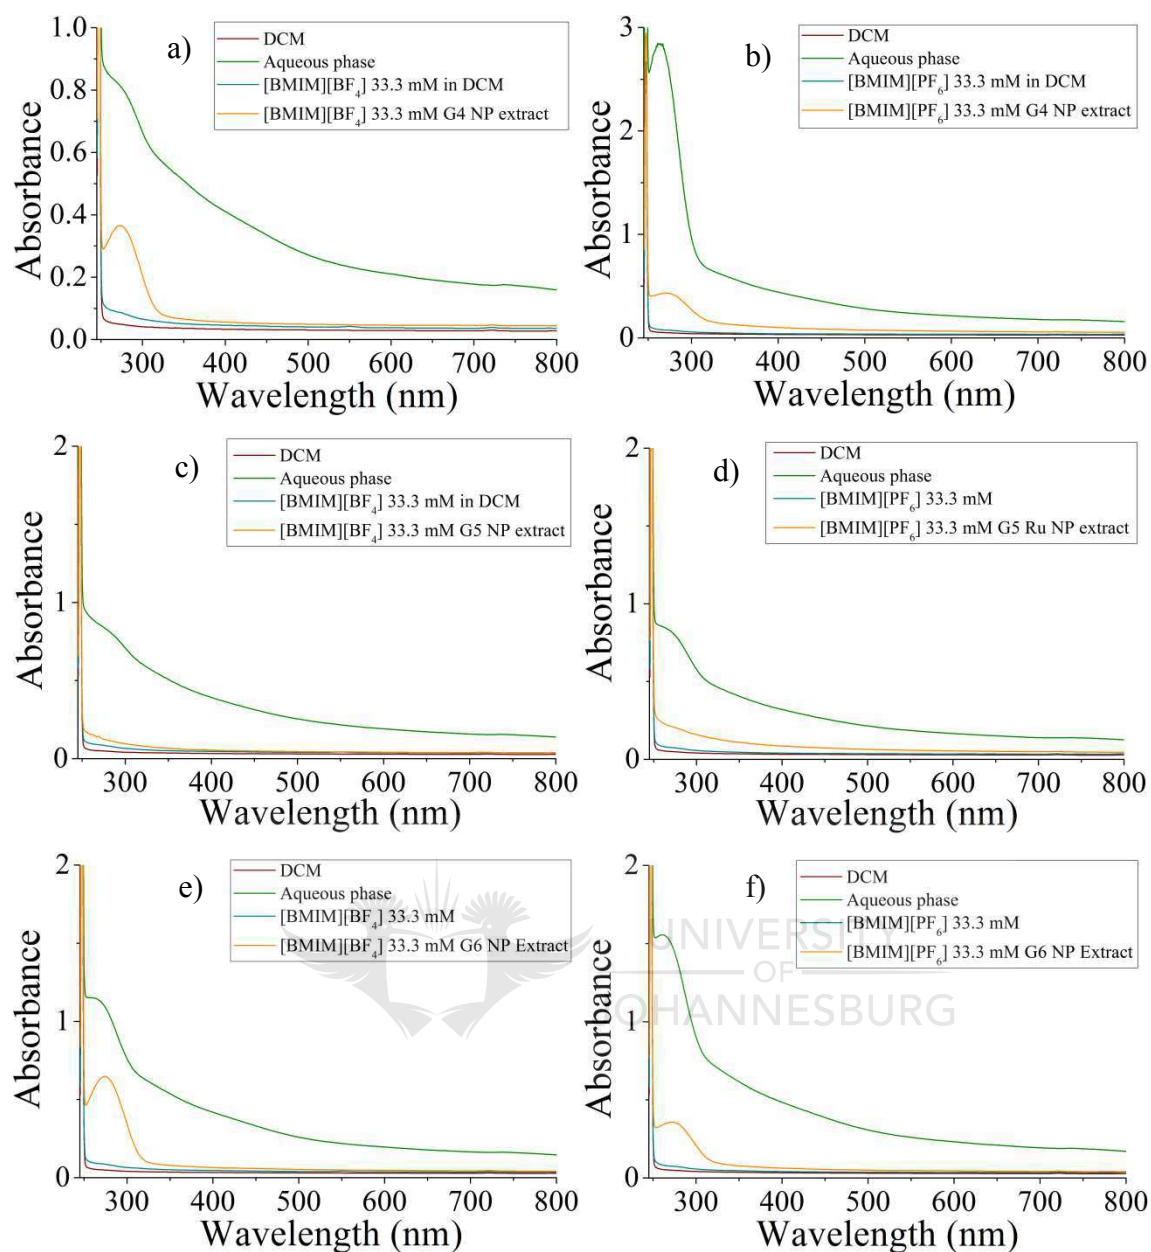 a)
DCM
Aqueous phase
[BMIM][BF₄] 33.3 mM in DCM
[BMIM][BF₄] 33.3 mM G4 NP extract
Absorbance
1.0
0.8
0.6
0.4
0.2
0.0
300 400 500 600 700 800
Wavelength (nm)
b)
DCM
Aqueous phase
[BMIM][PF₆] 33.3 mM in DCM
[BMIM][PF₆] 33.3 mM G4 NP extract
Absorbance
3
2
1
0
300 400 500 600 700 800
Wavelength (nm)
c)
DCM
Aqueous phase
[BMIM][BF₄] 33.3 mM in DCM
[BMIM][BF₄] 33.3 mM G5 NP extract
Absorbance
2
1
0
300 400 500 600 700 800
Wavelength (nm)
d)
DCM
Aqueous phase
[BMIM][PF₆] 33.3 mM
[BMIM][PF₆] 33.3 mM G5 Ru NP extract
Absorbance
2
1
0
300 400 500 600 700 800
Wavelength (nm)
e)
DCM
Aqueous phase
[BMIM][BF₄] 33.3 mM
[BMIM][BF₄] 33.3 mM G6 NP Extract
Absorbance
2
1
0
300 400 500 600 700 800
Wavelength (nm)
f)
DCM
Aqueous phase
[BMIM][PF₆] 33.3 mM
[BMIM][PF₆] 33.3 mM G6 NP Extract
Absorbance
2
1
0
300 400 500 600 700 800
Wavelength (nm)
UNIVERSITY
OF
JOHANNESBURG